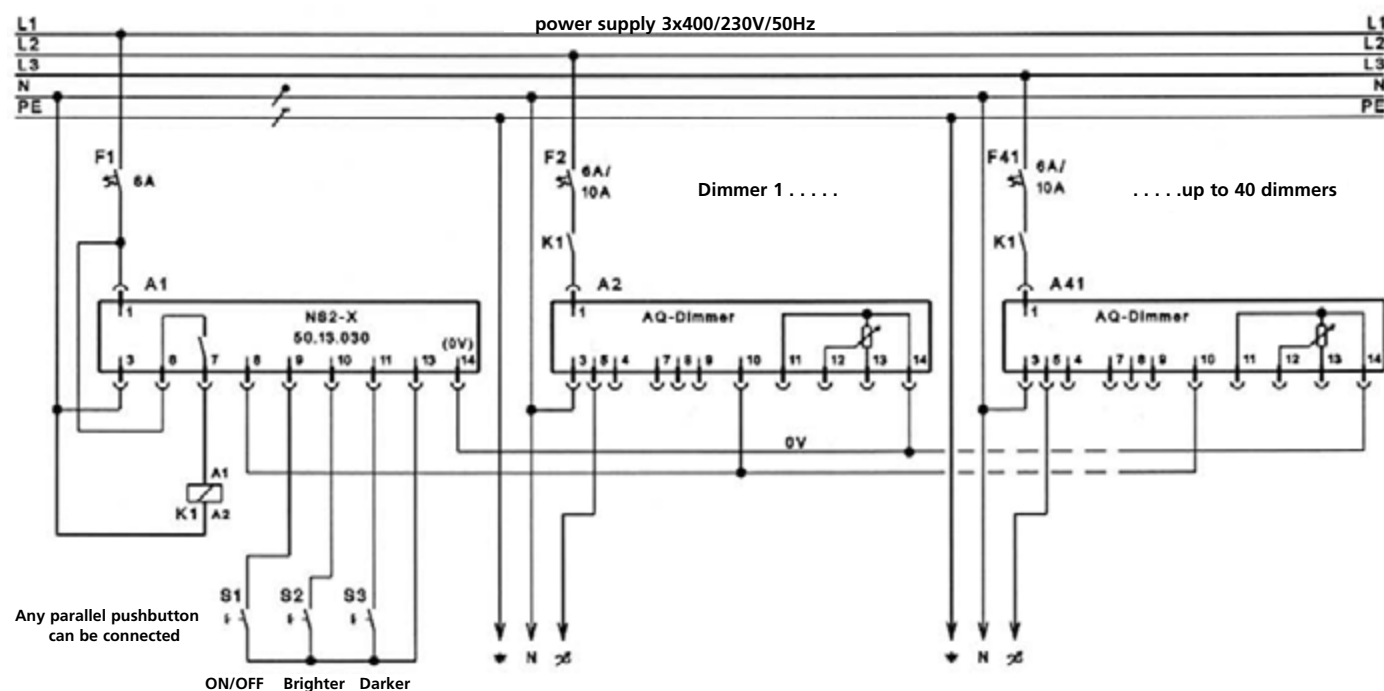 power supply 3x400/230V/50Hz
L1 L1
L2 L2
L3 L3
N N
PE PE
F1
6A
F2
6A/
10A
Dimmer 1 . . . . .
F41
6A/
10A
. . . . .up to 40 dimmers
K1
K1
A1
A2
A41
1
NS2-X
50.13.030
(0V)
3 6 7 8 9 10 11 13 14
1
AQ-Dimmer
3 5 4 7 8 9 10 11 12 13 14
1
AQ-Dimmer
3 5 4 7 8 9 10 11 12 13 14
0V
A1
K1 A2
S1 S2 S3
Any parallel pushbutton
can be connected
N
N
ON/OFF Brighter Darker